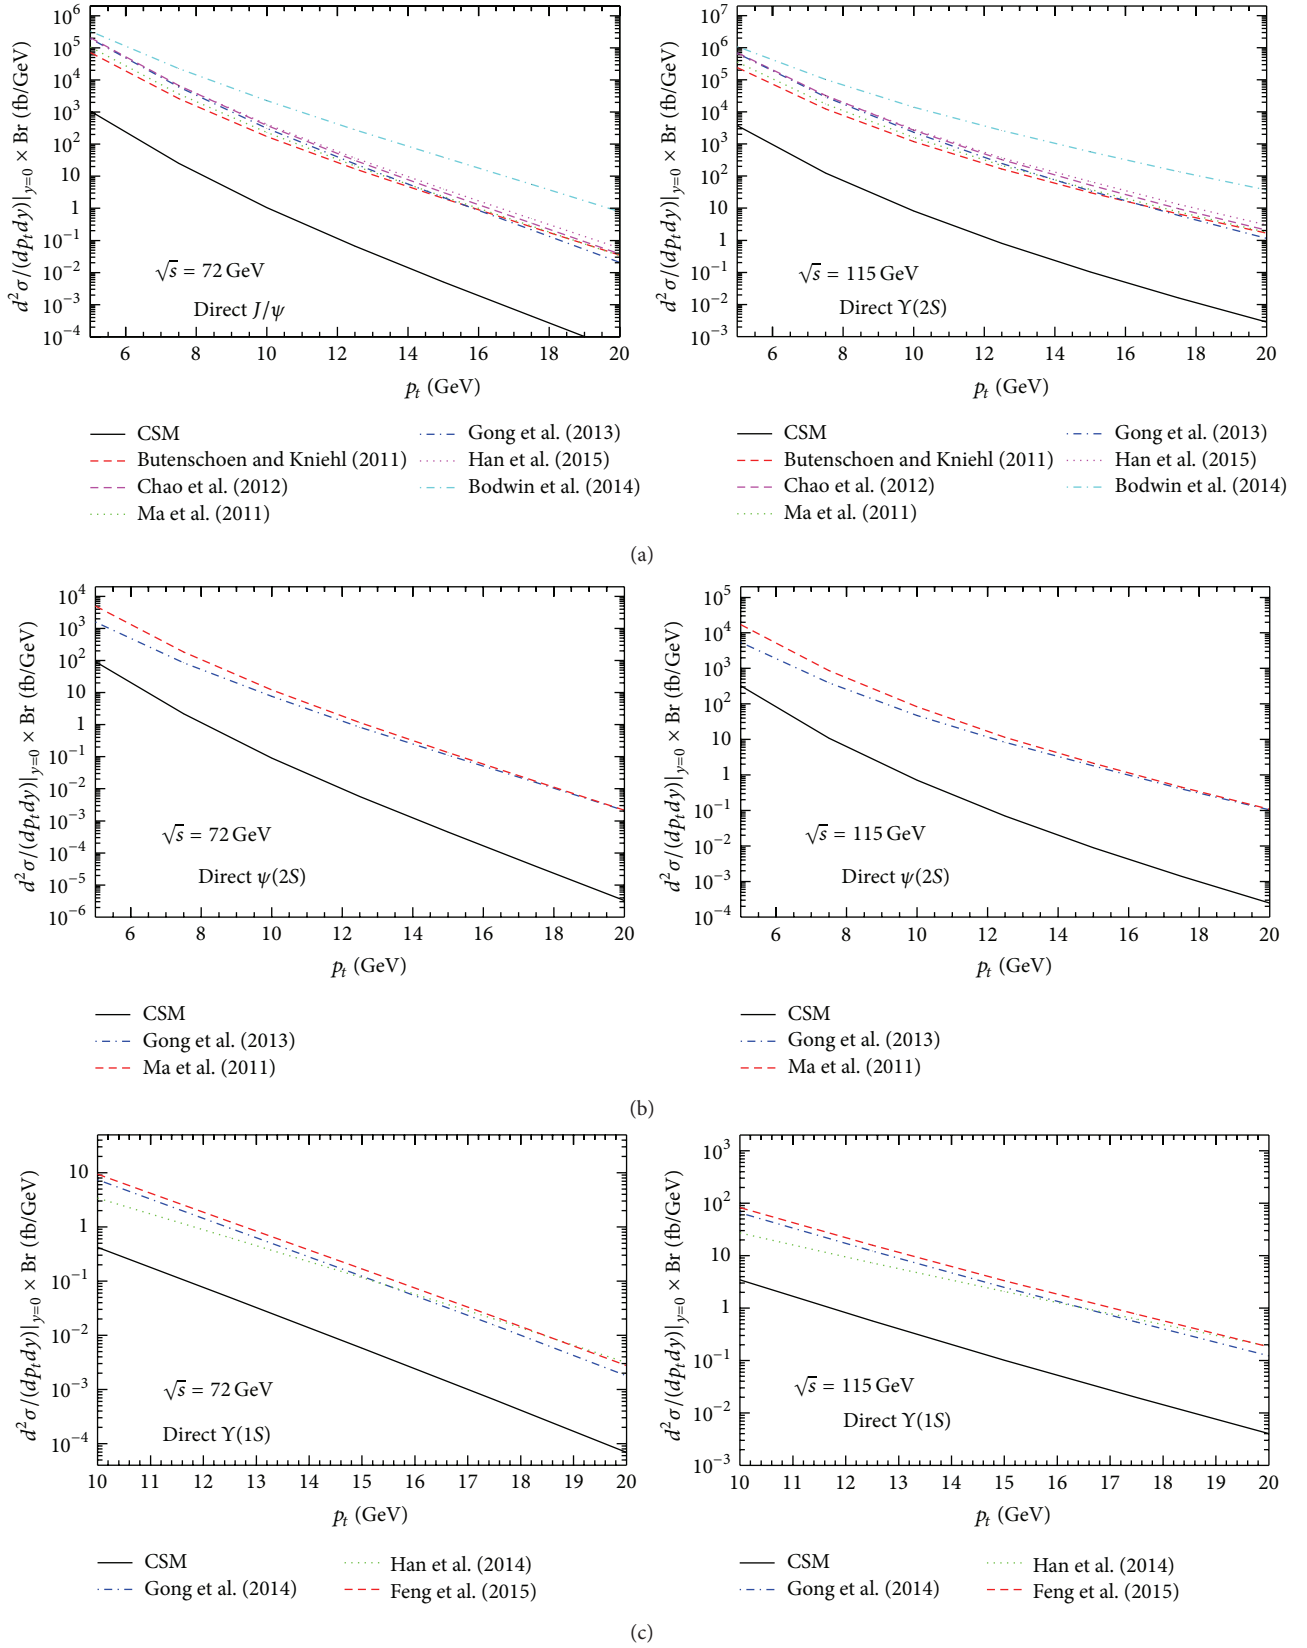 10^6
10^5
10^4
10^3
10^2
10
1
10^−1
10^−2
10^−3
10^−4
d^2σ/(dp_t dy)|_{y=0} × Br (fb/GeV)
√s = 72 GeV
Direct J/ψ
6 8 10 12 14 16 18 20
p_t (GeV)
CSM
Butenschoen and Kniehl (2011)
Chao et al. (2012)
Ma et al. (2011)
Gong et al. (2013)
Han et al. (2015)
Bodwin et al. (2014)
10^7
10^6
10^5
10^4
10^3
10^2
10
1
10^−1
10^−2
10^−3
d^2σ/(dp_t dy)|_{y=0} × Br (fb/GeV)
√s = 115 GeV
Direct ϒ(2S)
6 8 10 12 14 16 18 20
p_t (GeV)
CSM
Butenschoen and Kniehl (2011)
Chao et al. (2012)
Ma et al. (2011)
Gong et al. (2013)
Han et al. (2015)
Bodwin et al. (2014)
(a)
10^4
10^3
10^2
10
1
10^−1
10^−2
10^−3
10^−4
10^−5
10^−6
d^2σ/(dp_t dy)|_{y=0} × Br (fb/GeV)
√s = 72 GeV
Direct ψ(2S)
6 8 10 12 14 16 18 20
p_t (GeV)
CSM
Gong et al. (2013)
Ma et al. (2011)
10^5
10^4
10^3
10^2
10
1
10^−1
10^−2
10^−3
10^−4
d^2σ/(dp_t dy)|_{y=0} × Br (fb/GeV)
√s = 115 GeV
Direct ψ(2S)
6 8 10 12 14 16 18 20
p_t (GeV)
CSM
Gong et al. (2013)
Ma et al. (2011)
(b)
10
1
10^−1
10^−2
10^−3
10^−4
d^2σ/(dp_t dy)|_{y=0} × Br (fb/GeV)
√s = 72 GeV
Direct ϒ(1S)
10 11 12 13 14 15 16 17 18 19 20
p_t (GeV)
CSM
Gong et al. (2014)
Han et al. (2014)
Feng et al. (2015)
10^3
10^2
10
1
10^−1
10^−2
10^−3
d^2σ/(dp_t dy)|_{y=0} × Br (fb/GeV)
√s = 115 GeV
Direct ϒ(1S)
10 11 12 13 14 15 16 17 18 19 20
p_t (GeV)
CSM
Gong et al. (2014)
Han et al. (2014)
Feng et al. (2015)
(c)